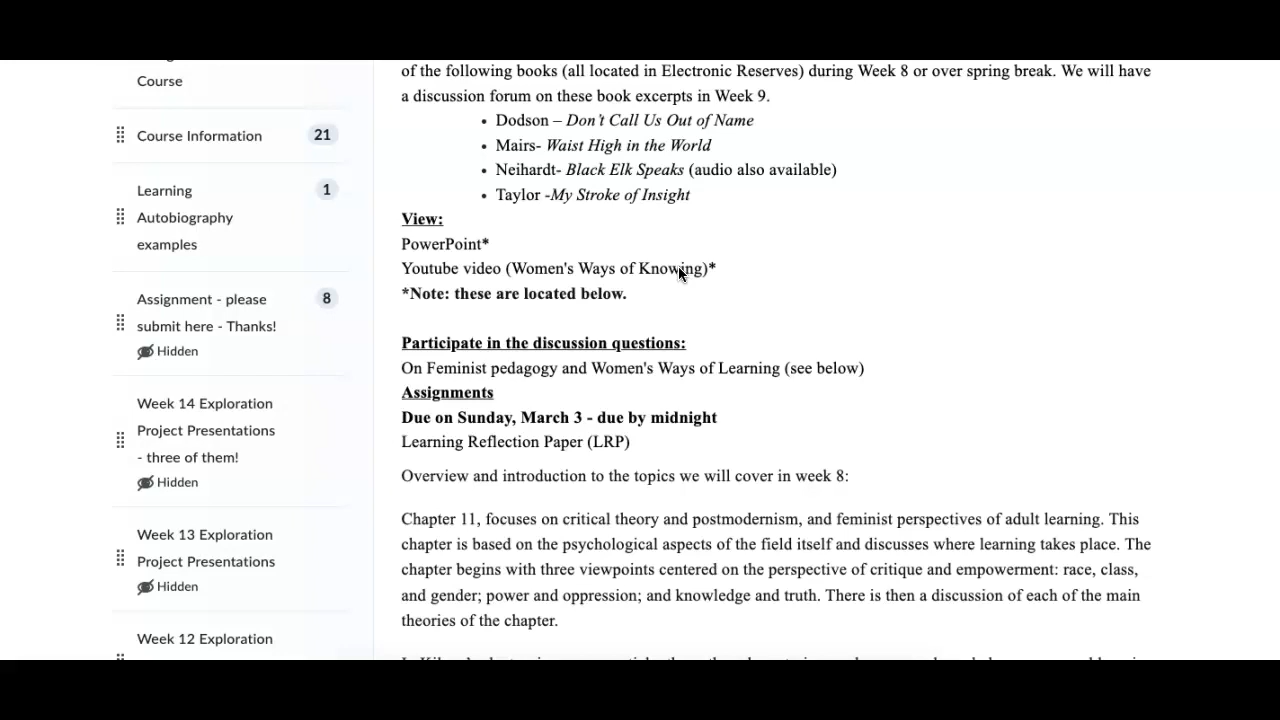 Course
Course Information 21
Learning 1
Autobiography
examples
Assignment - please 8
submit here - Thanks!
Hidden
Week 14 Exploration
Project Presentations
- three of them!
Hidden
Week 13 Exploration
Project Presentations
Hidden
Week 12 Exploration
of the following books (all located in Electronic Reserves) during Week 8 or over spring break. We will have
a discussion forum on these book excerpts in Week 9.
• Dodson – Don't Call Us Out of Name
• Mairs- Waist High in the World
• Neihardt- Black Elk Speaks (audio also available)
• Taylor -My Stroke of Insight
View:
PowerPoint*
Youtube video (Women's Ways of Knowing)*
*Note: these are located below.
Participate in the discussion questions:
On Feminist pedagogy and Women's Ways of Learning (see below)
Assignments
Due on Sunday, March 3 - due by midnight
Learning Reflection Paper (LRP)
Overview and introduction to the topics we will cover in week 8:
Chapter 11, focuses on critical theory and postmodernism, and feminist perspectives of adult learning. This
chapter is based on the psychological aspects of the field itself and discusses where learning takes place. The
chapter begins with three viewpoints centered on the perspective of critique and empowerment: race, class,
and gender; power and oppression; and knowledge and truth. There is then a discussion of each of the main
theories of the chapter.